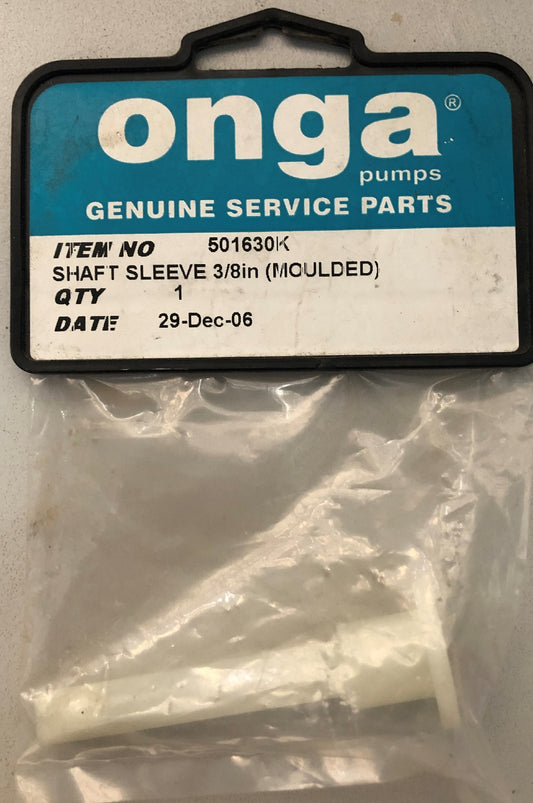 onga®
pumps
GENUINE SERVICE PARTS
ITEM NO 501630K
SHAFT SLEEVE 3/8in (MOULDED)
QTY 1
DATE 29-Dec-06